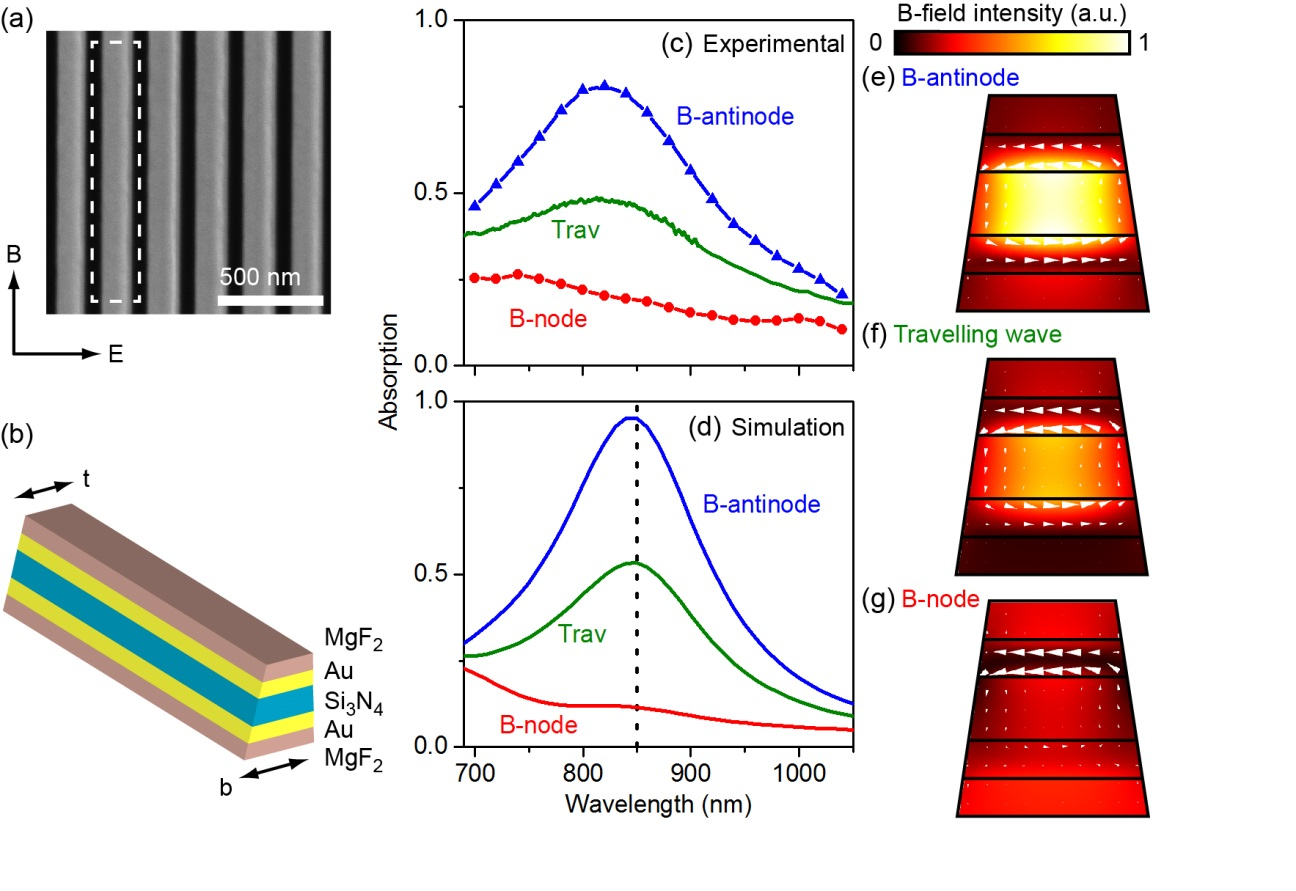 (a)
B
E
500 nm
(b)
t
MgF2
Au
Si3N4
Au
MgF2
b
1.0
(c) Experimental
B-antinode
0.5
Trav
B-node
0.0
Absorption
1.0
(d) Simulation
B-antinode
0.5
Trav
B-node
0.0
700 800 900 1000
Wavelength (nm)
B-field intensity (a.u.)
0 1
(e) B-antinode
(f) Travelling wave
(g) B-node